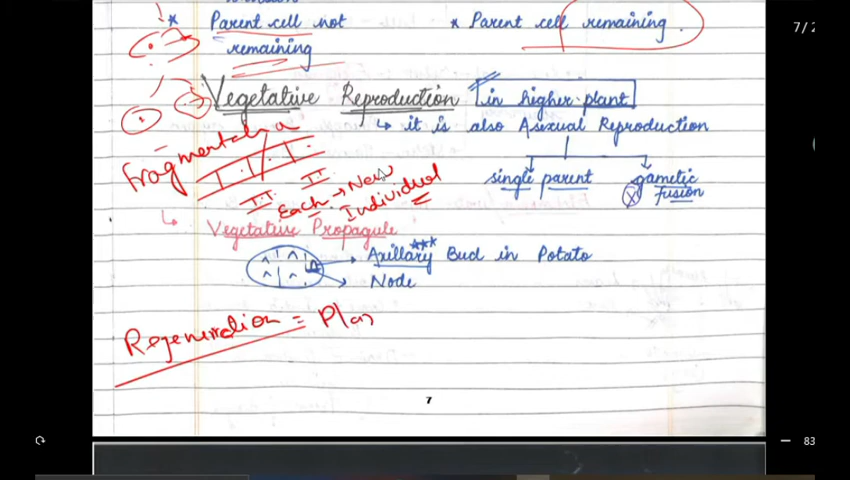 * Parent cell not * Parent cell remaining. 7/2
remaining
Vegetative Reproduction in higher plant
↳ it is also Asexual Reproduction
Fragmentation
single parent gametic
fusion
Each → New
Individual
↳ Vegetative Propagule
→ Axillary*** Bud in Potato
→ Node
Regeneration = Plan
7
83